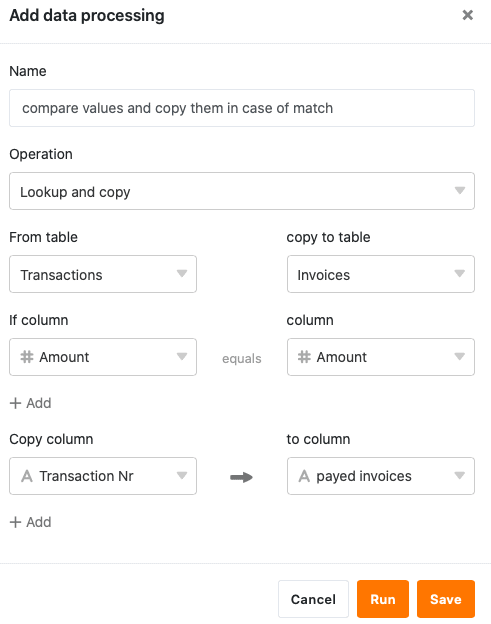 Add data processing ×
Name
compare values and copy them in case of match
Operation
Lookup and copy
From table copy to table
Transactions Invoices
If column column
# Amount equals # Amount
+ Add
Copy column to column
A Transaction Nr A payed invoices
+ Add
Cancel Run Save